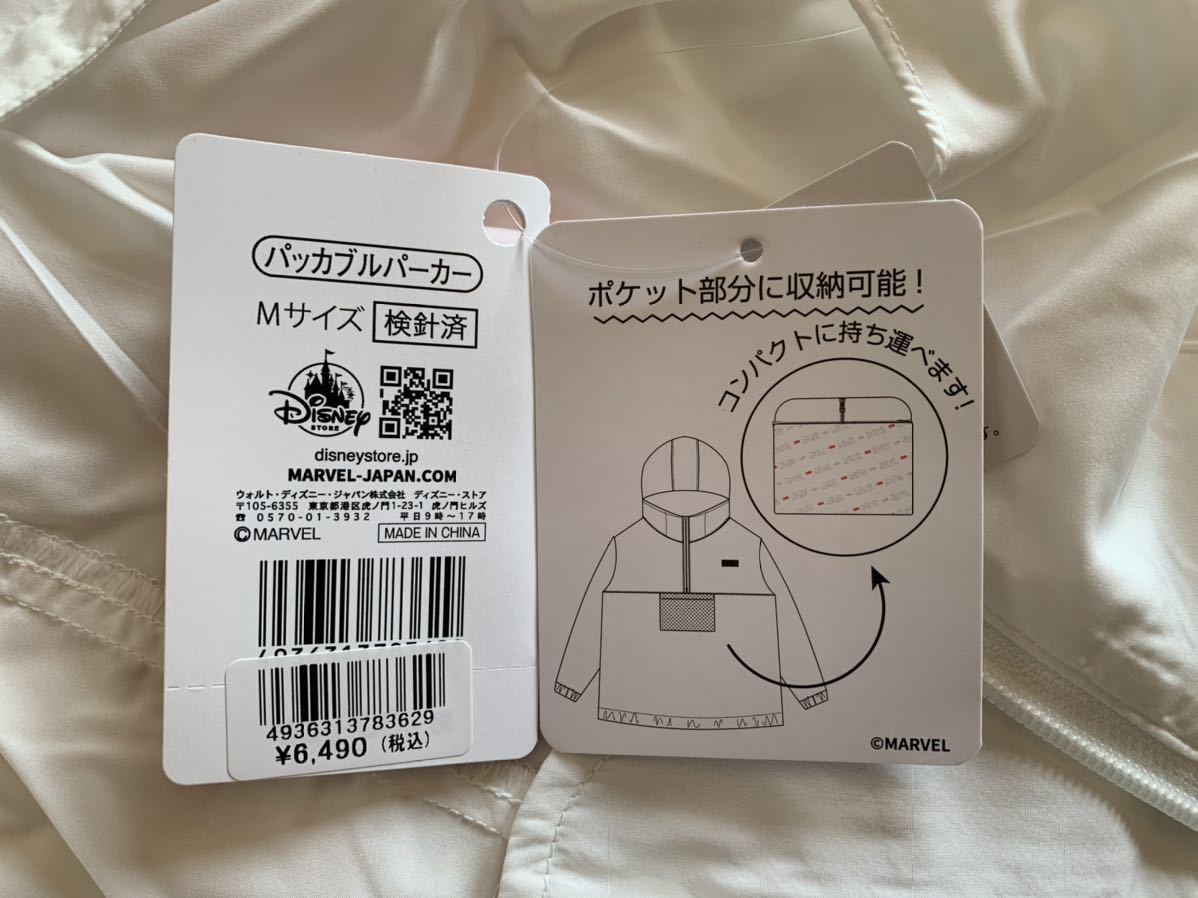 パッカブルパーカー
Mサイズ 検針済
Disney
STORE
disneystore.jp
MARVEL-JAPAN.COM
ウォルト・ディズニー・ジャパン株式会社 ディズニー・ストア
〒105-6355 東京都港区虎ノ門1-23-1 虎ノ門ヒルズ
☎ 0570-01-3932 平日9時～17時
©MARVEL MADE IN CHINA
4936313783629
¥6,490 (税込)
ポケット部分に収納可能!
コンパクトに持ち運べます!
©MARVEL
す。